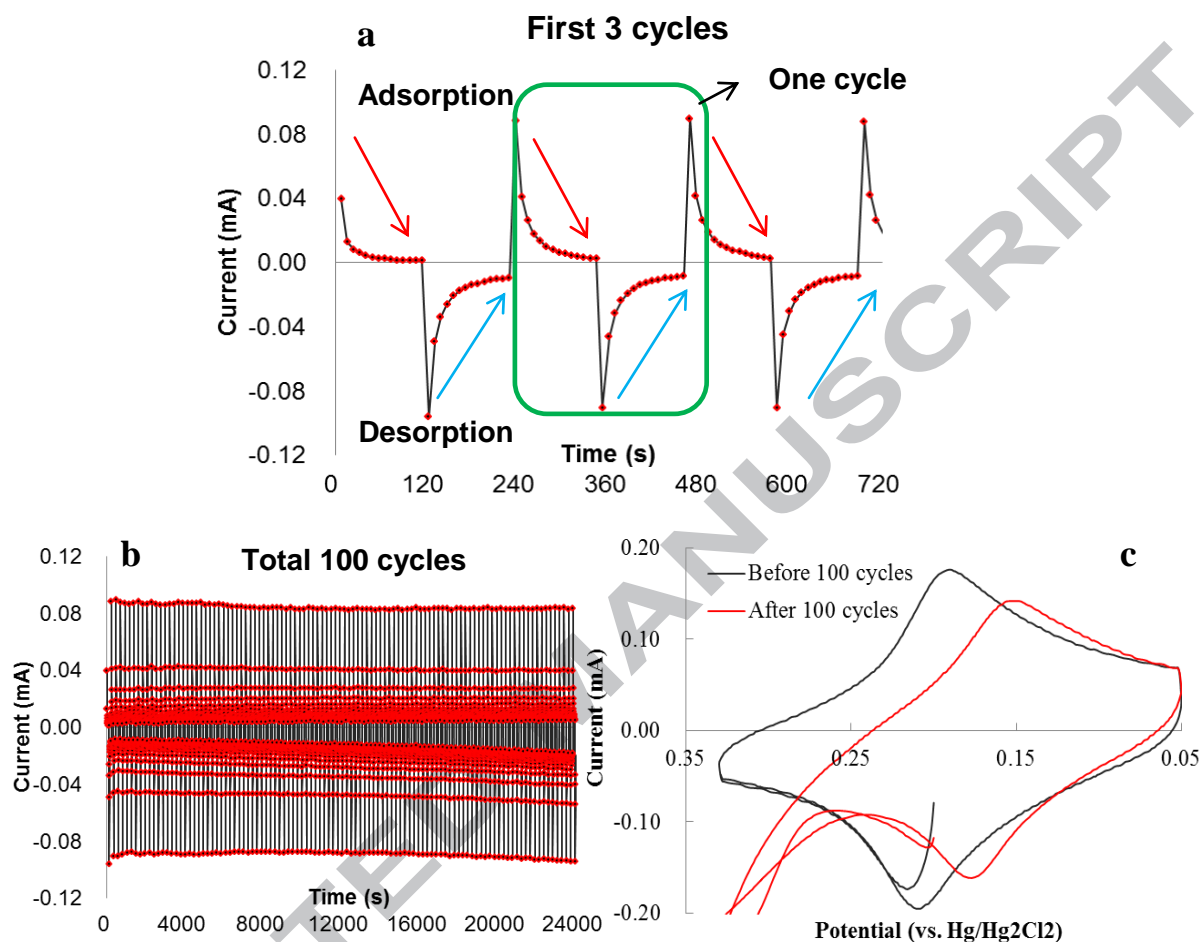 a
First 3 cycles
One cycle
Adsorption
Desorption
0.12
0.08
0.04
0.00
-0.04
-0.08
-0.12
Current (mA)
Time (s)
0 120 240 360 480 600 720
b
Total 100 cycles
0.12
0.08
0.04
0.00
-0.04
-0.08
-0.12
Current (mA)
Time (s)
0 4000 8000 12000 16000 20000 24000
c
Before 100 cycles
After 100 cycles
0.20
0.10
0.00
-0.10
-0.20
Current (mA)
0.35 0.25 0.15 0.05
Potential (vs. Hg/Hg2Cl2)
TED MANUSCRIPT